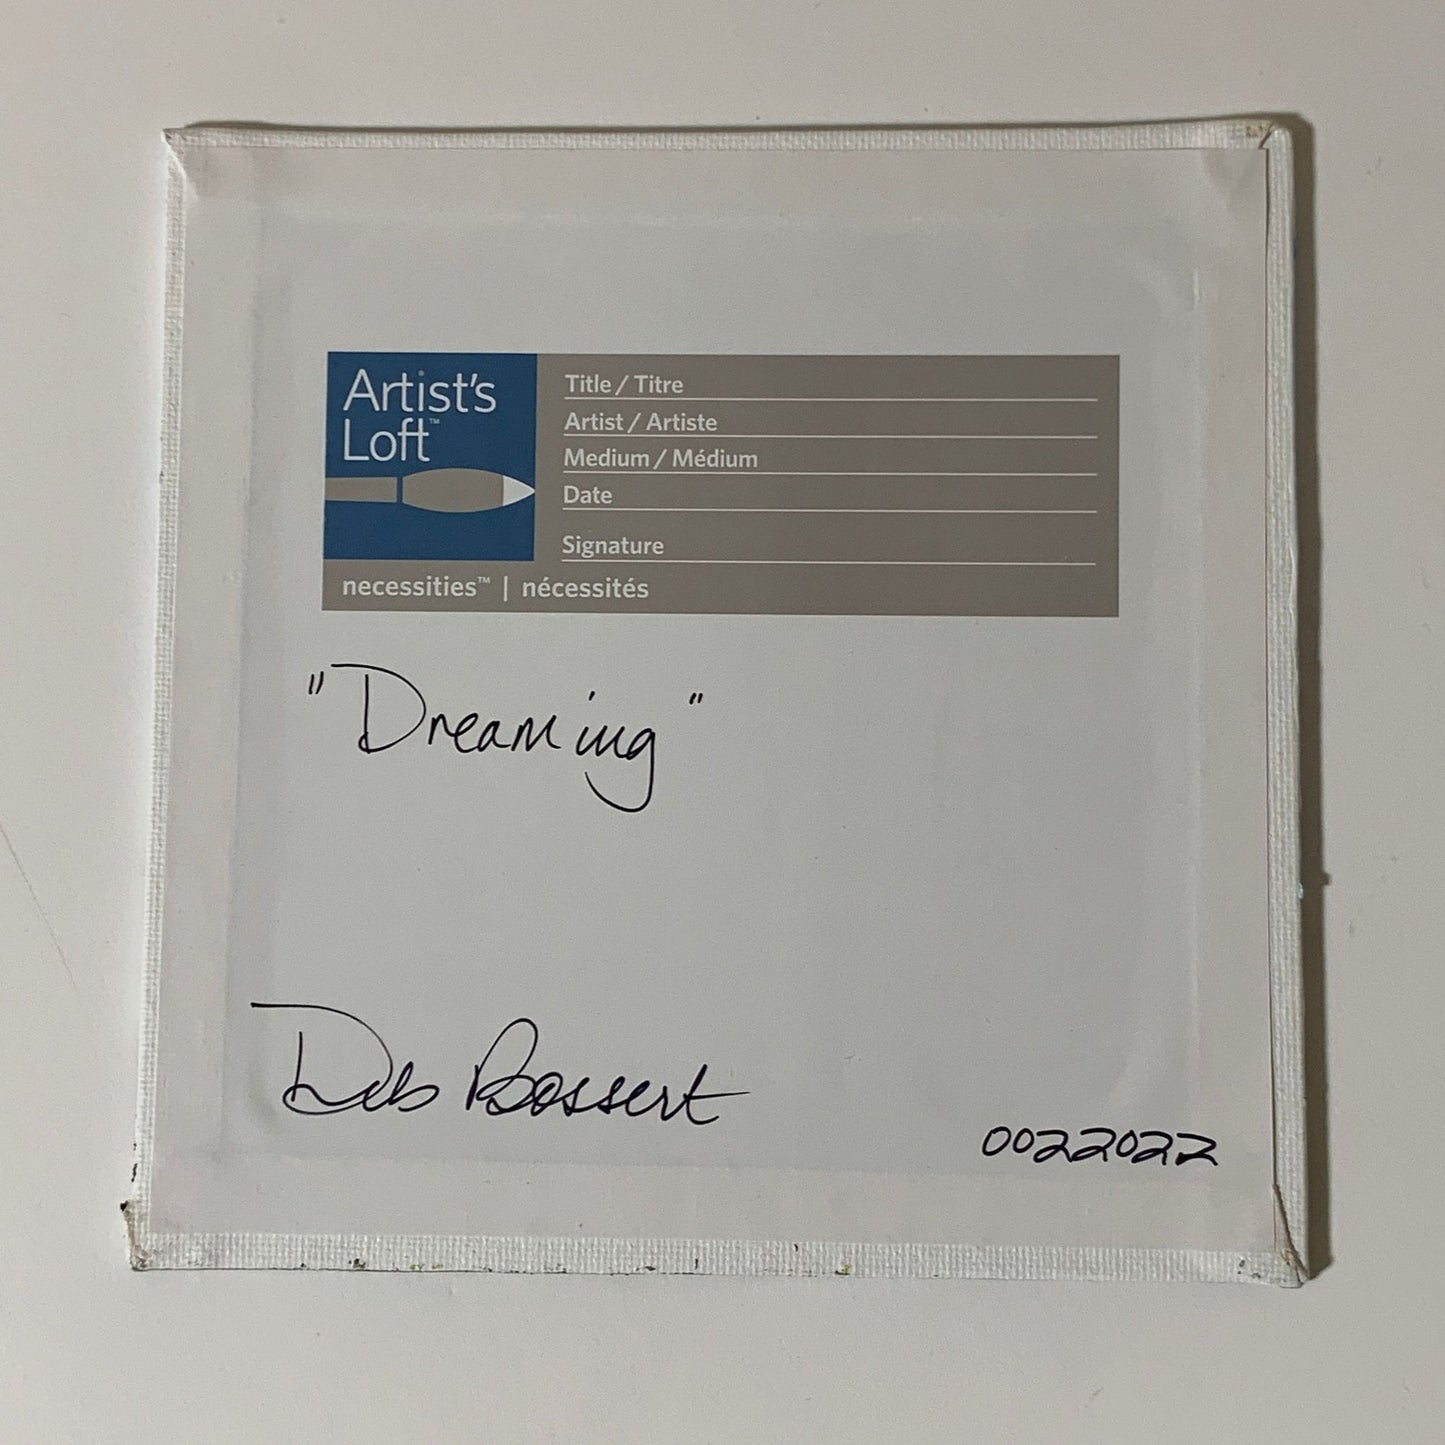 Artist's
Loft™
Title / Titre
Artist / Artiste
Medium / Médium
Date
Signature
necessities™ | nécessités
"Dreaming"
Deb Bossert
0022022